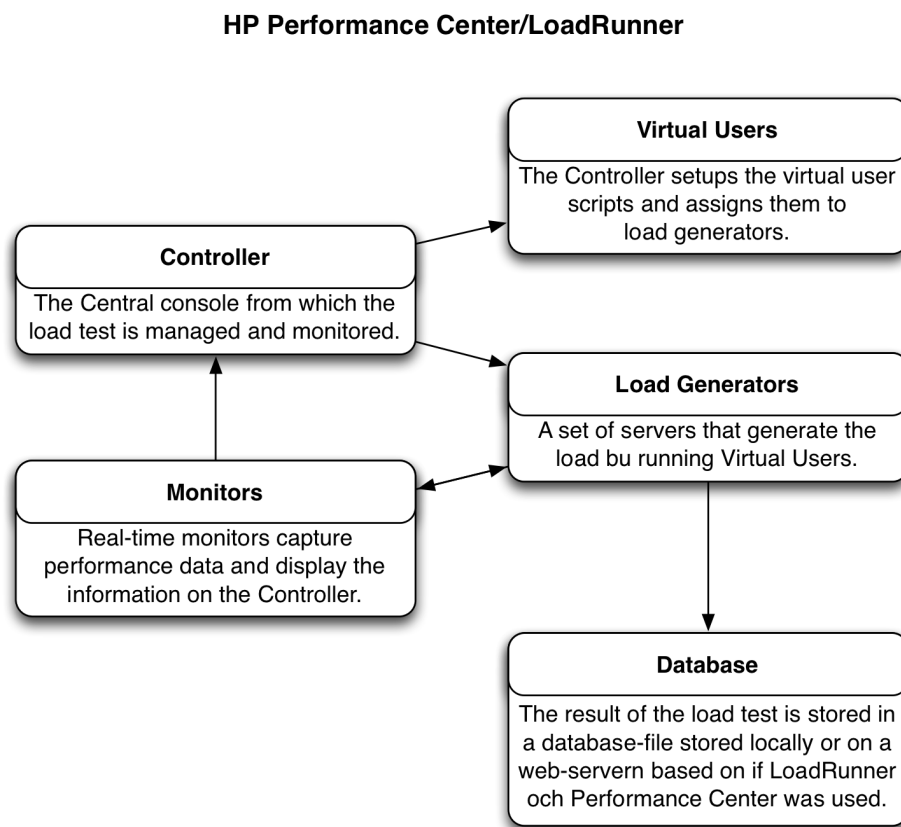 HP Performance Center/LoadRunner
Virtual Users
The Controller setups the virtual user
scripts and assigns them to
load generators.
Controller
The Central console from which the
load test is managed and monitored.
Load Generators
A set of servers that generate the
load bu running Virtual Users.
Monitors
Real-time monitors capture
performance data and display the
information on the Controller.
Database
The result of the load test is stored in
a database-file stored locally or on a
web-servern based on if LoadRunner
och Performance Center was used.